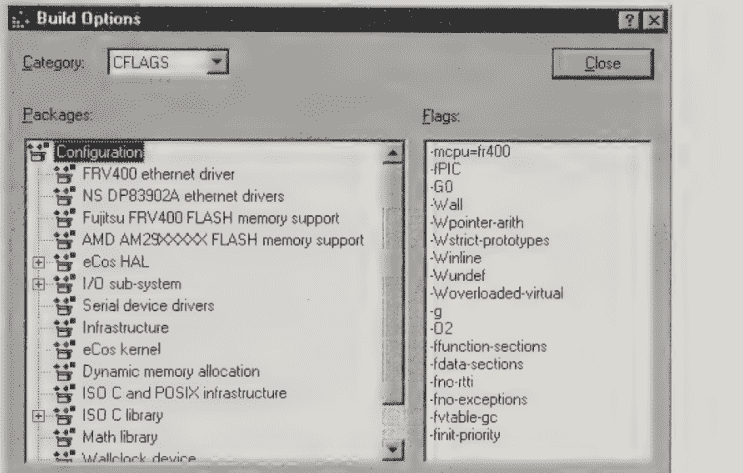 Build Options
Category: CFLAGS
Close
Packages:
Configuration
FRV400 ethernet driver
NS DP83902A ethernet drivers
Fujitsu FRV400 FLASH memory support
AMD AM29XXXXX FLASH memory support
eCos HAL
I/O sub-system
Serial device drivers
Infrastructure
eCos kernel
Dynamic memory allocation
ISO C and POSIX infrastructure
ISO C library
Math library
Wallclock device
Flags:
-mcpu=fr400
-fPIC
-G0
-Wall
-Wpointer-arith
-Wstrict-prototypes
-Winline
-Wundef
-Woverloaded-virtual
-g
-O2
-ffunction-sections
-fdata-sections
-fno-rtti
-fno-exceptions
-fvtable-gc
-finit-priority